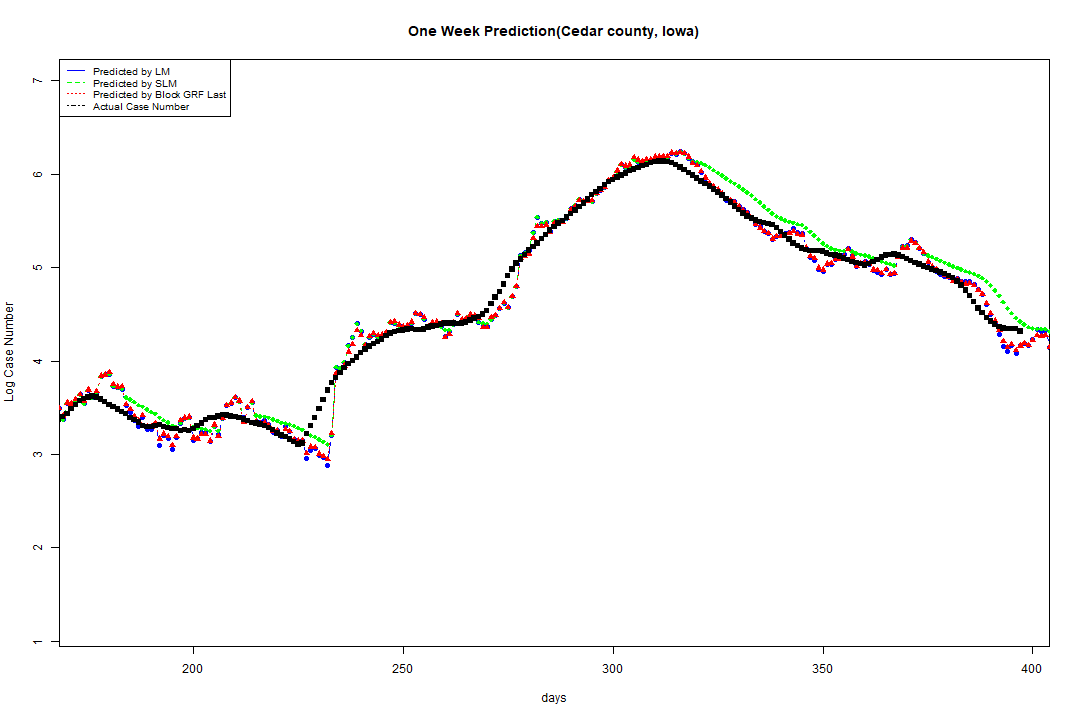 One Week Prediction(Cedar county, Iowa)
Predicted by LM
Predicted by SLM
Predicted by Block GRF Last
Actual Case Number
7
6
5
4
3
2
1
Log Case Number
200 250 300 350 400
days